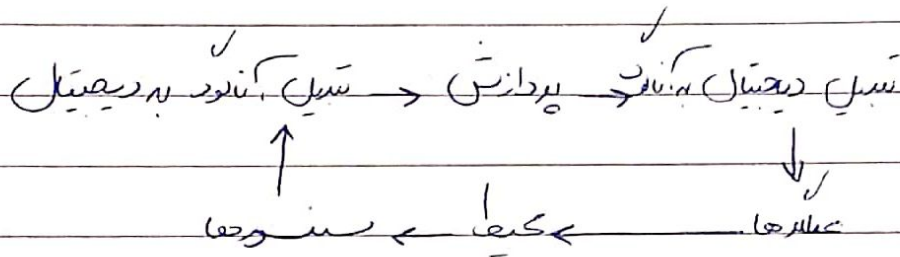 تبدیل آنالوگ به دیجیتال → پردازش → تبدیل دیجیتال به آنالوگ
سنسورها ← محیط ← عملگرها